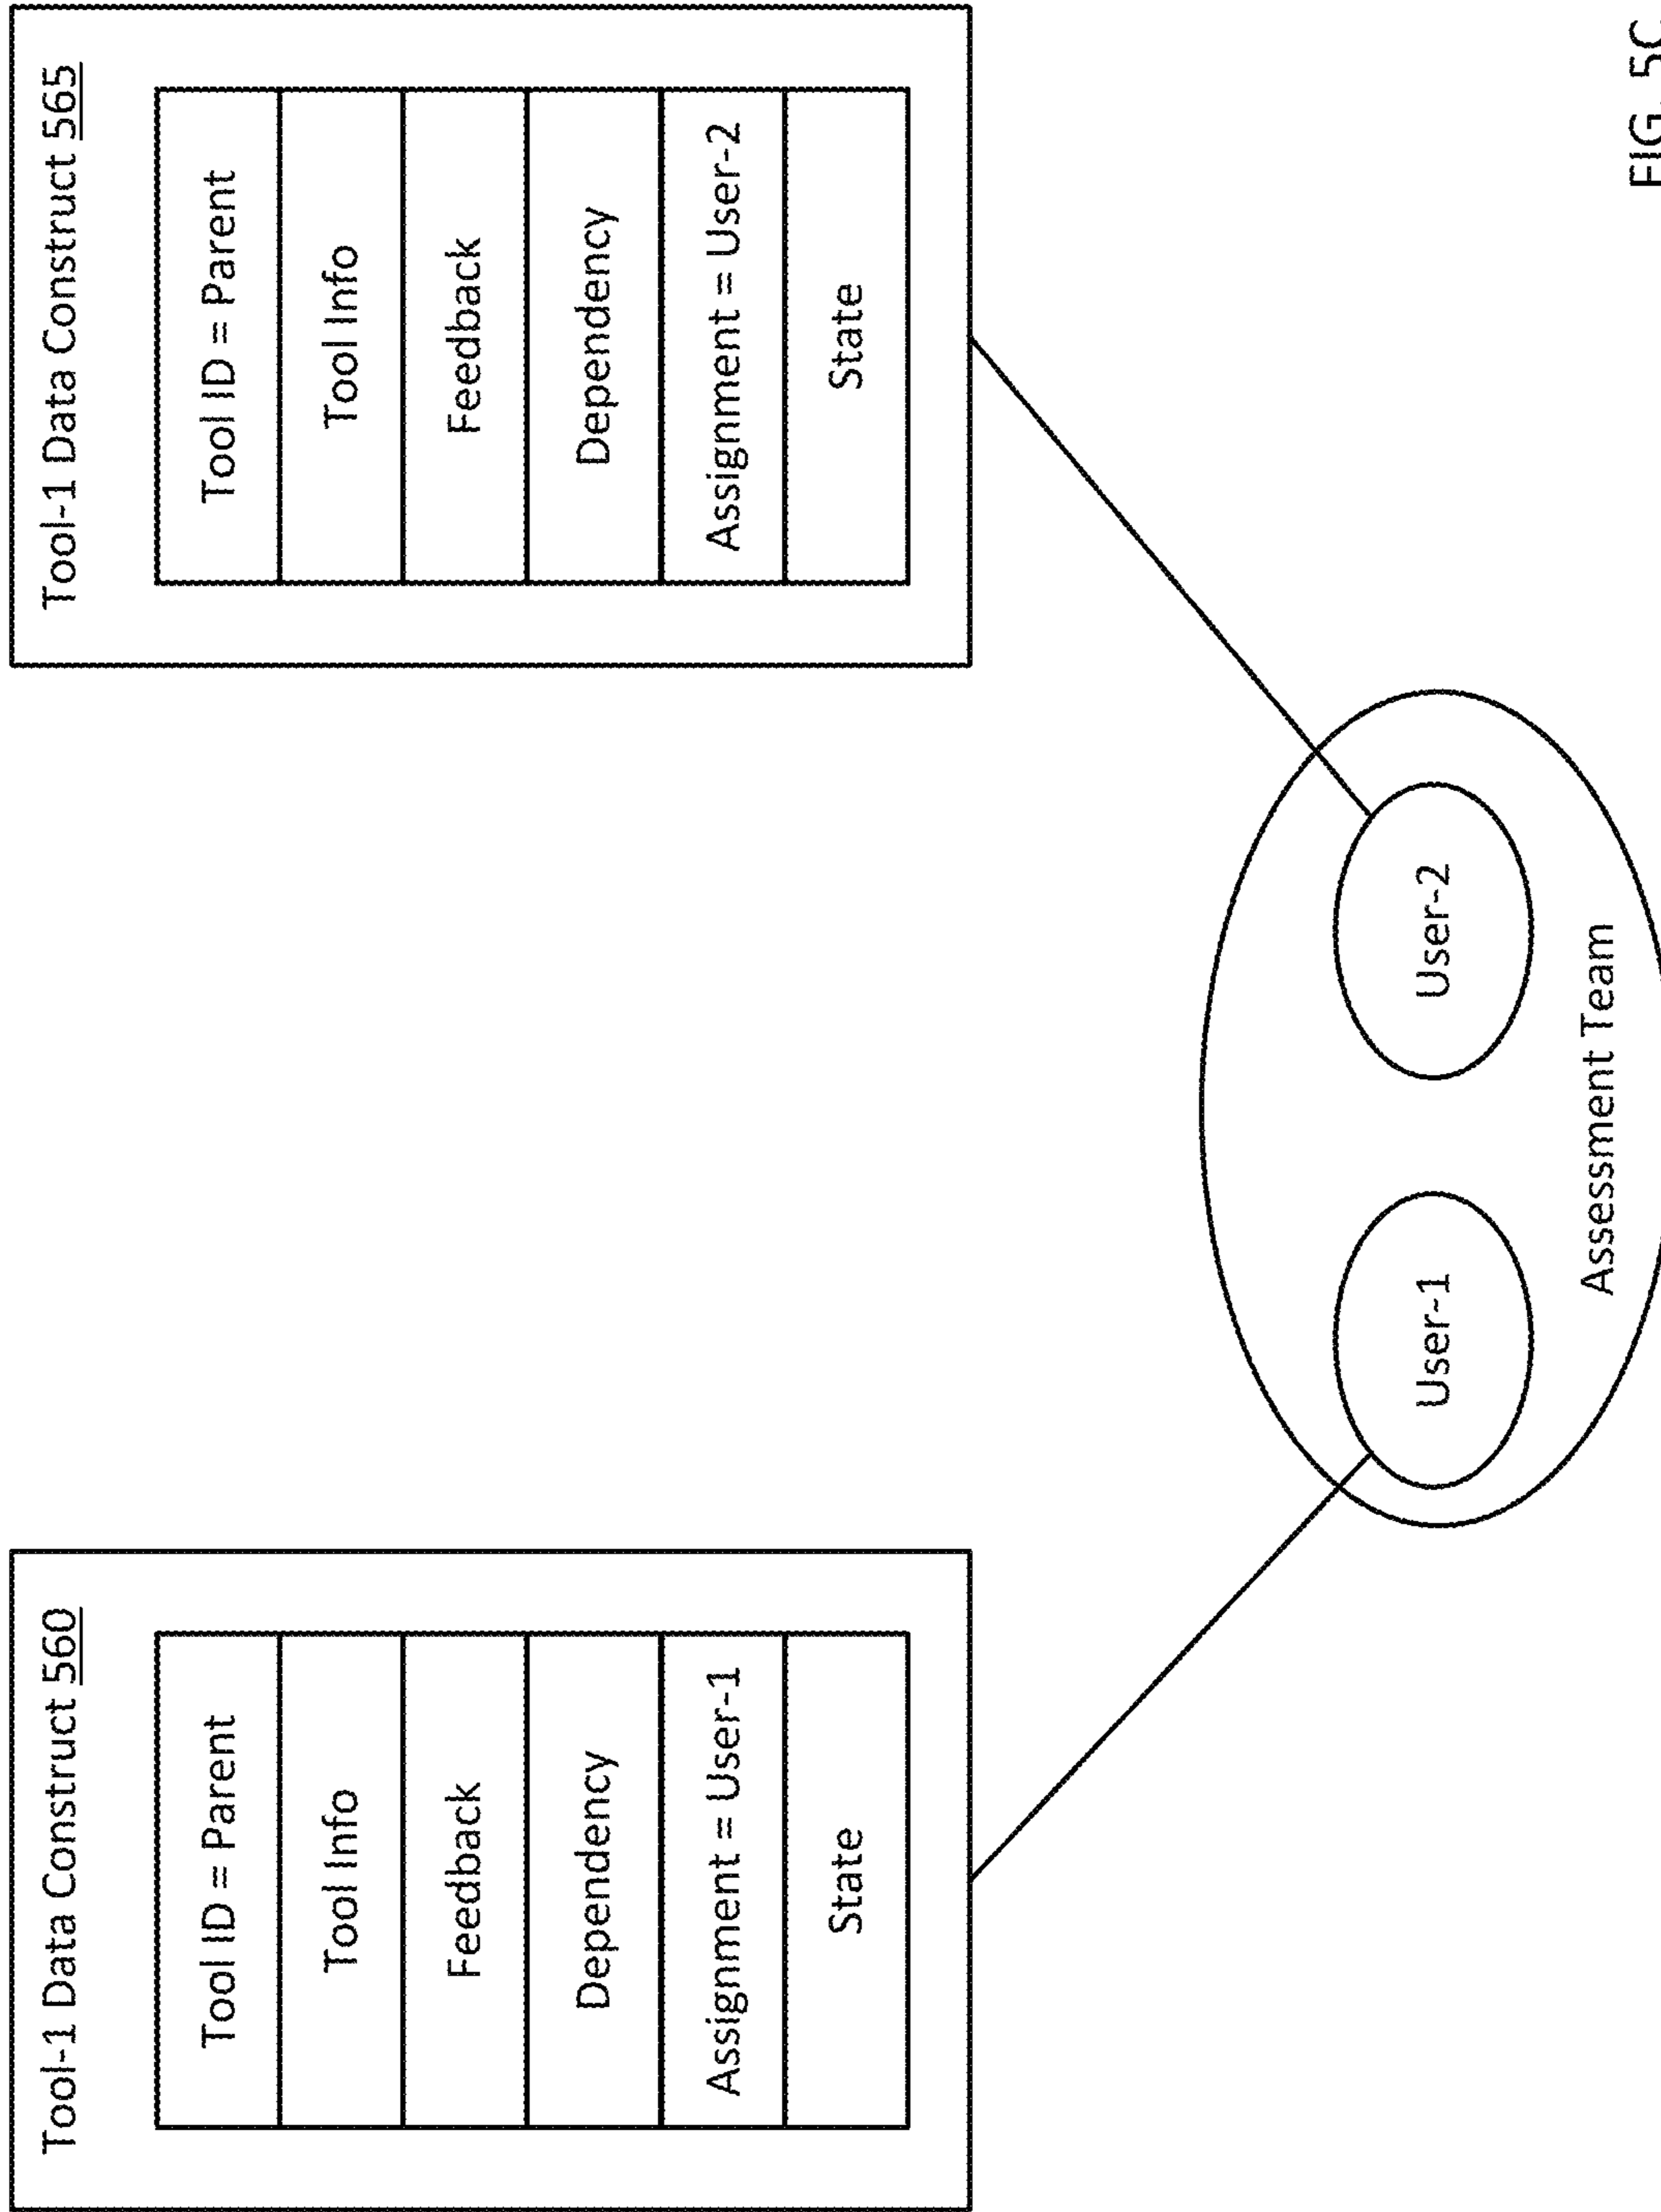 Tool-1 Data Construct 560
Tool ID = Parent
Tool Info
Feedback
Dependency
Assignment = User-1
State
Tool-1 Data Construct 565
Tool ID = Parent
Tool Info
Feedback
Dependency
Assignment = User-2
State
User-1
User-2
Assessment Team
FIG. 5C